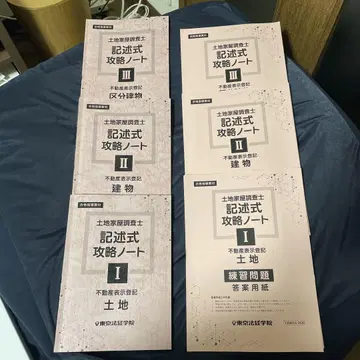 土地家屋調査士
記述式
攻略ノート
III
不動産表示登記
区分建物
土地家屋調査士
記述式
攻略ノート
II
不動産表示登記
建物
土地家屋調査士
記述式
攻略ノート
I
不動産表示登記
土地
東京法経学院
土地家屋調査士
記述式
攻略ノート
III
不動産表示登記
土地家屋調査士
記述式
攻略ノート
II
不動産表示登記
建物
土地家屋調査士
記述式
攻略ノート
I
不動産表示登記
土地
練習問題
答案用紙
東京法経学院